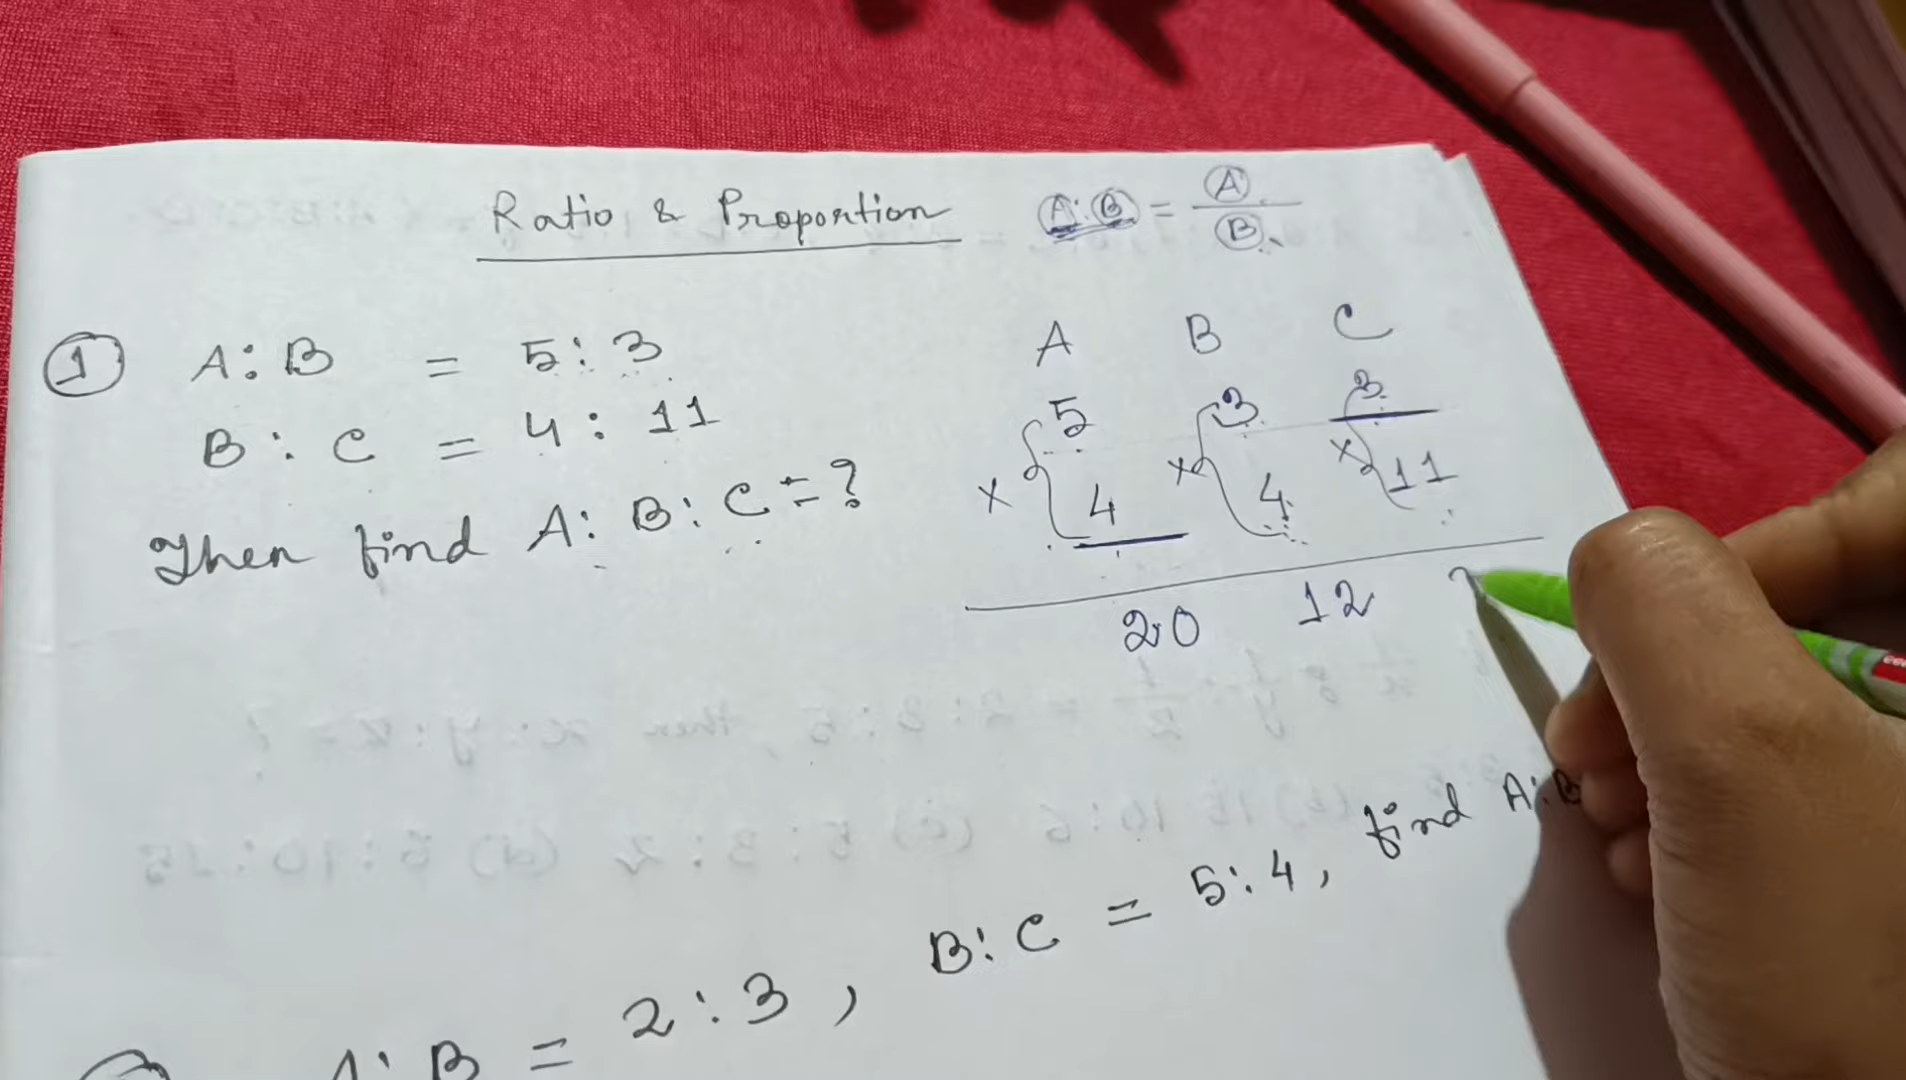 Ratio & Proportion A:B = A/B
① A:B = 5:3
B:C = 4:11
Then find A:B:C=?
A B C
5 3 3
× 4 × 4 × 11
20 12
A:B = 2:3, B:C = 5:4, find A:B